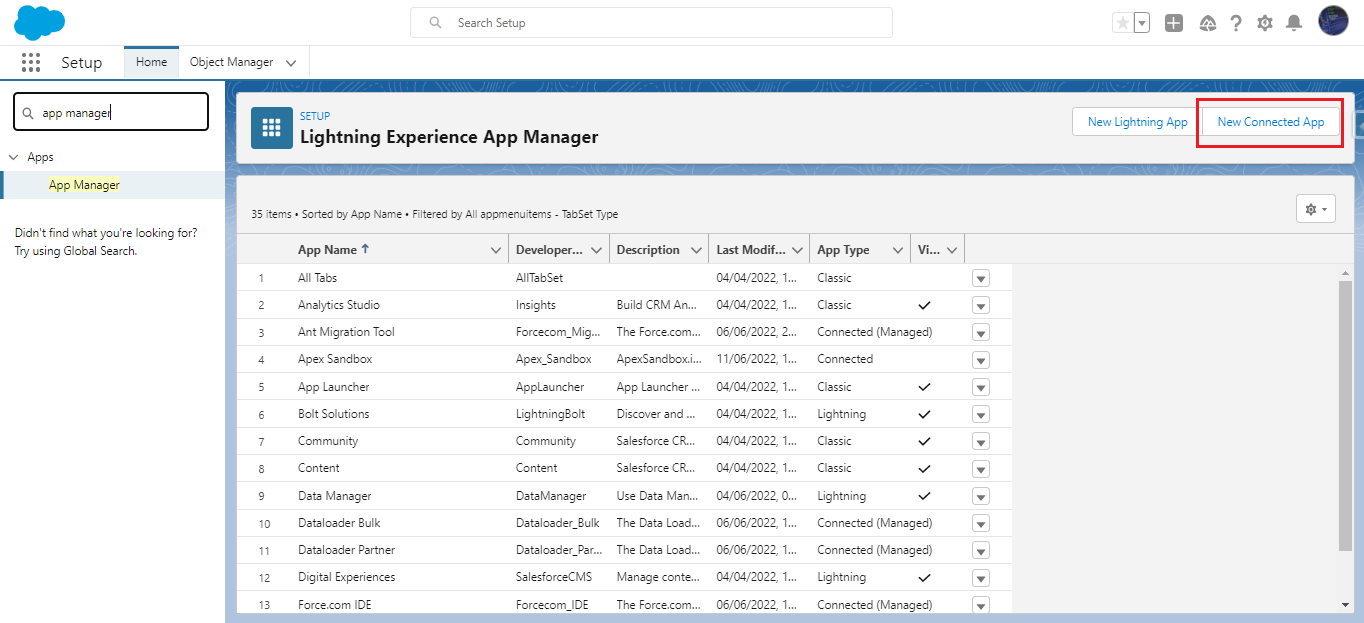 Search Setup
Setup
Home
Object Manager
app manager
Apps
App Manager
Didn't find what you're looking for?
Try using Global Search.
SETUP
Lightning Experience App Manager
New Lightning App
New Connected App
35 items • Sorted by App Name • Filtered by All appmenuitems - TabSet Type
App Name ↑ Developer... Description Last Modif... App Type Vi...
1 All Tabs AllTabSet 04/04/2022, 1... Classic
2 Analytics Studio Insights Build CRM An... 04/04/2022, 1... Classic
3 Ant Migration Tool Forcecom_Mig... The Force.com... 06/06/2022, 2... Connected (Managed)
4 Apex Sandbox Apex_Sandbox ApexSandbox.i... 11/06/2022, 1... Connected
5 App Launcher AppLauncher App Launcher ... 04/04/2022, 1... Classic
6 Bolt Solutions LightningBolt Discover and ... 04/04/2022, 1... Lightning
7 Community Community Salesforce CR... 04/04/2022, 1... Classic
8 Content Content Salesforce CR... 04/04/2022, 1... Classic
9 Data Manager DataManager Use Data Man... 04/06/2022, 0... Lightning
10 Dataloader Bulk Dataloader_Bulk The Data Load... 06/06/2022, 1... Connected (Managed)
11 Dataloader Partner Dataloader_Par... The Data Load... 06/06/2022, 1... Connected (Managed)
12 Digital Experiences SalesforceCMS Manage conte... 04/04/2022, 1... Lightning
13 Force.com IDE Forcecom_IDE The Force.com... 06/06/2022, 1... Connected (Managed)